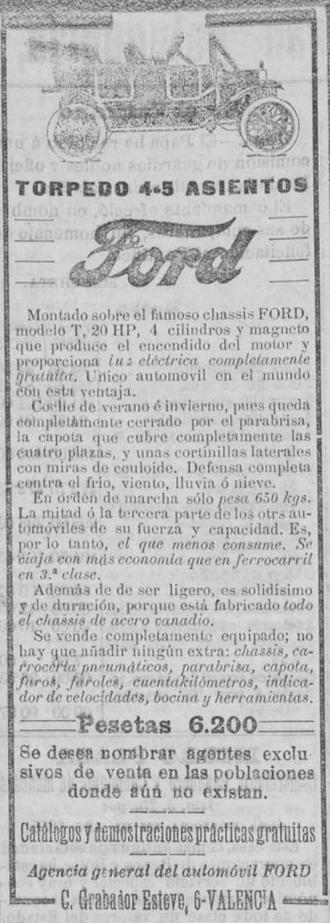 TORPEDO 4-5 ASIENTOS
Ford
Montado sobre el famoso chassis FORD,
modelo T, 20 HP, 4 cilindros y magneto
que produce el encendido del motor y
proporciona luz eléctrica completamente
gratuita. Unico automovil en el mundo
con esta ventaja.
Coche de verano é invierno, pues queda
completamente cerrado por el parabrisa,
la capota que cubre completamente las
cuatro plazas, y unas cortinillas laterales
con miras de celuloide. Defensa completa
contra el frio, viento, lluvia ó nieve.
En orden de marcha sólo pesa 650 kgs.
La mitad ó la tercera parte de los otrs au-
tomóviles de su fuerza y capacidad. Es,
por lo tanto, el que menos consume. Se
viaja con más economia que en ferrocarril
en 3.ª clase.
Además de de ser ligero, es solidísimo
y de duración, porque está fabricado todo
el chassis de acero vanadio.
Se vende completamente equipado; no
hay que añadir ningún extra: chassis, ca-
rrocería pneumáticos, parabrisa, capota,
faros, faroles, cuentakilómetros, indica-
dor de velocidades, bocina y herramientas.
Pesetas 6.200
Se desea nombrar agentes exclu-
sivos de venta en las poblaciones
donde aún no existan.
Catálogos y demostraciones prácticas gratuitas
Agencia general del automóvil FORD
C. Grabador Esteve, 6-VALENCIA